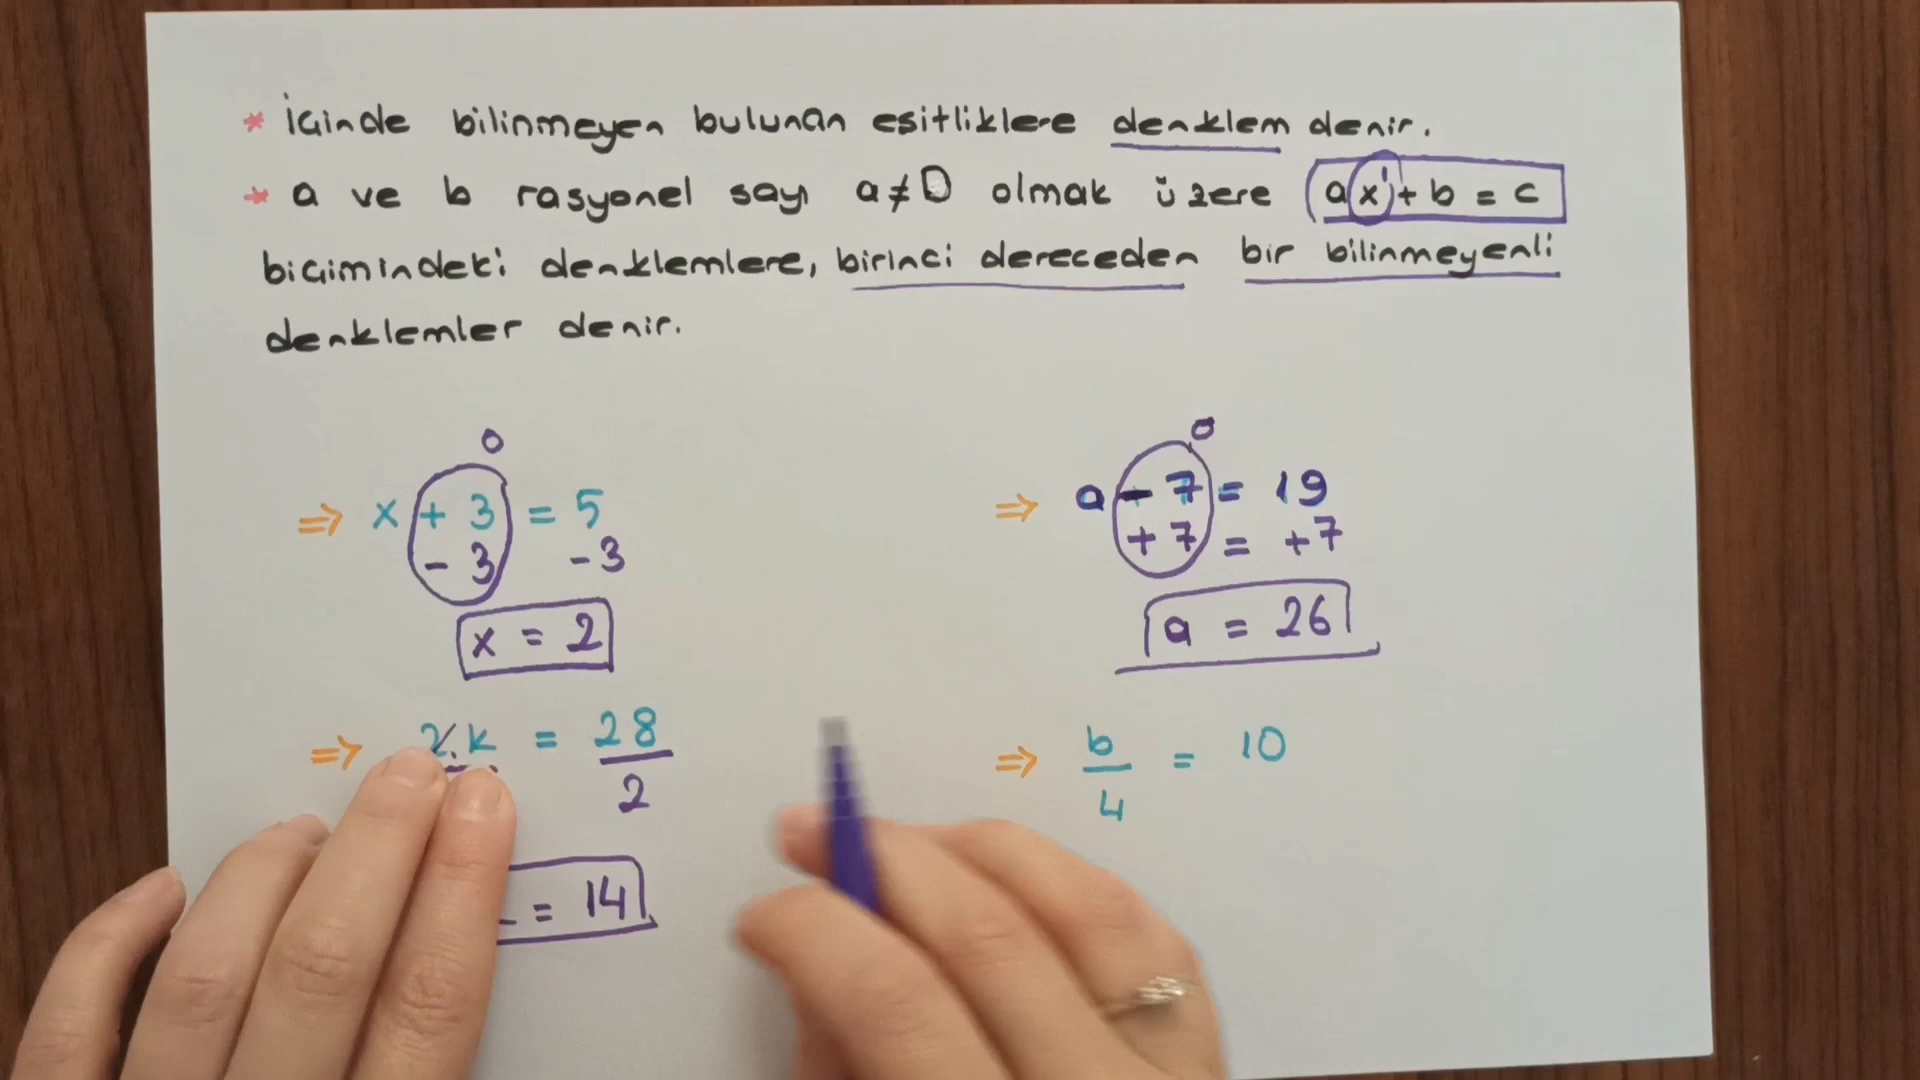 * İçinde bilinmeyen bulunan esitliklere denklem denir.
* a ve b rasyonel sayı a≠0 olmak üzere ax¹ + b = c
biçimindeki denklemlere, birinci dereceden bir bilinmeyenli
denklemler denir.
0
⇒ x + 3 = 5
- 3 -3
x = 2
0
⇒ a - 7 = 19
+ 7 = +7
a = 26
⇒ 2.k = 28
2
= 14
⇒ b = 10
4